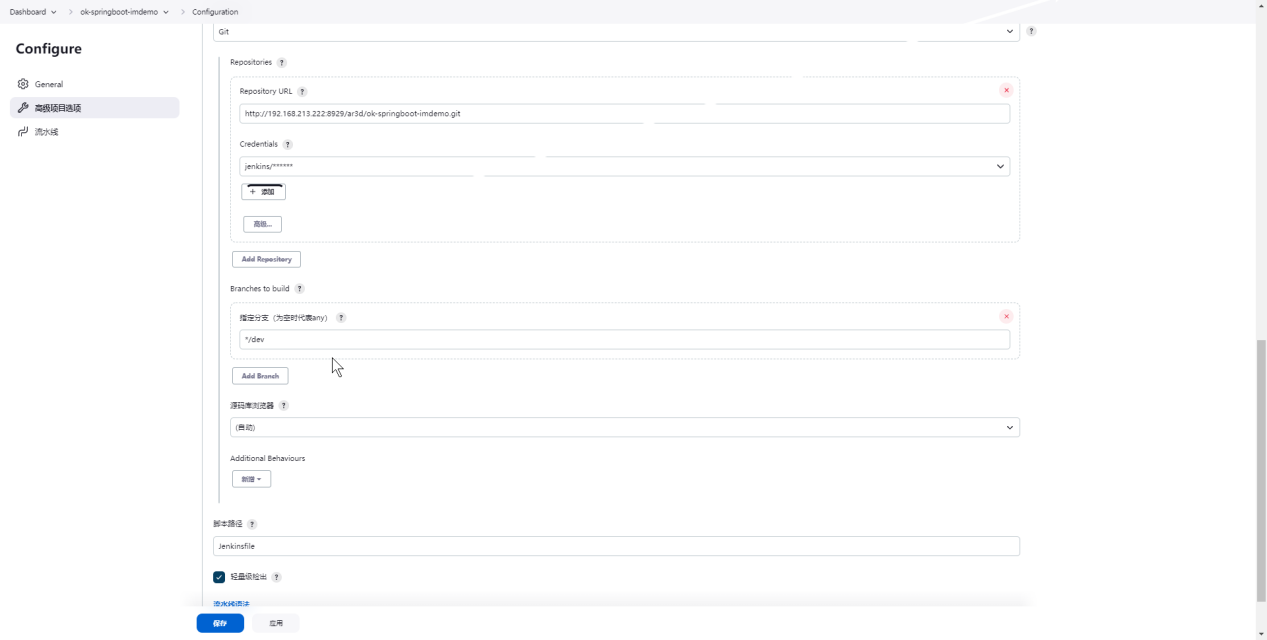 Dashboard
ok-springboot-imdemo
Configuration
Configure
General
高级项目选项
流水线
Git
?
Repositories ?
Repository URL ?
http://192.168.213.222:8929/ar3d/ok-springboot-imdemo.git
Credentials ?
jenkins/******
+ 添加
高级...
Add Repository
Branches to build ?
指定分支（为空时代表any） ?
*/dev
Add Branch
源码库浏览器 ?
(自动)
Additional Behaviours
新增
脚本路径 ?
Jenkinsfile
轻量级检出 ?
流水线语法
保存
应用